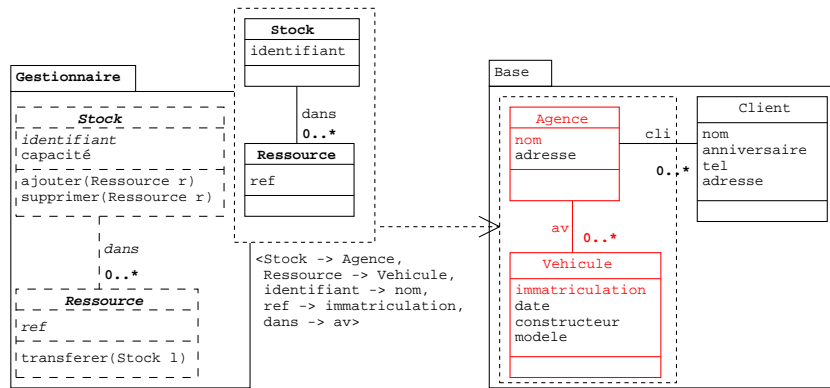 Gestionnaire
Stock
identifiant
capacité
ajouter(Ressource r)
supprimer(Ressource r)
dans
0..*
Ressource
ref
transferer(Stock l)
Stock
identifiant
dans
0..*
Ressource
ref
<Stock -> Agence,
Ressource -> Vehicule,
identifiant -> nom,
ref -> immatriculation,
dans -> av>
Base
Agence
nom
adresse
cli
0..*
Client
nom
anniversaire
tel
adresse
av
0..*
Vehicule
immatriculation
date
constructeur
modele